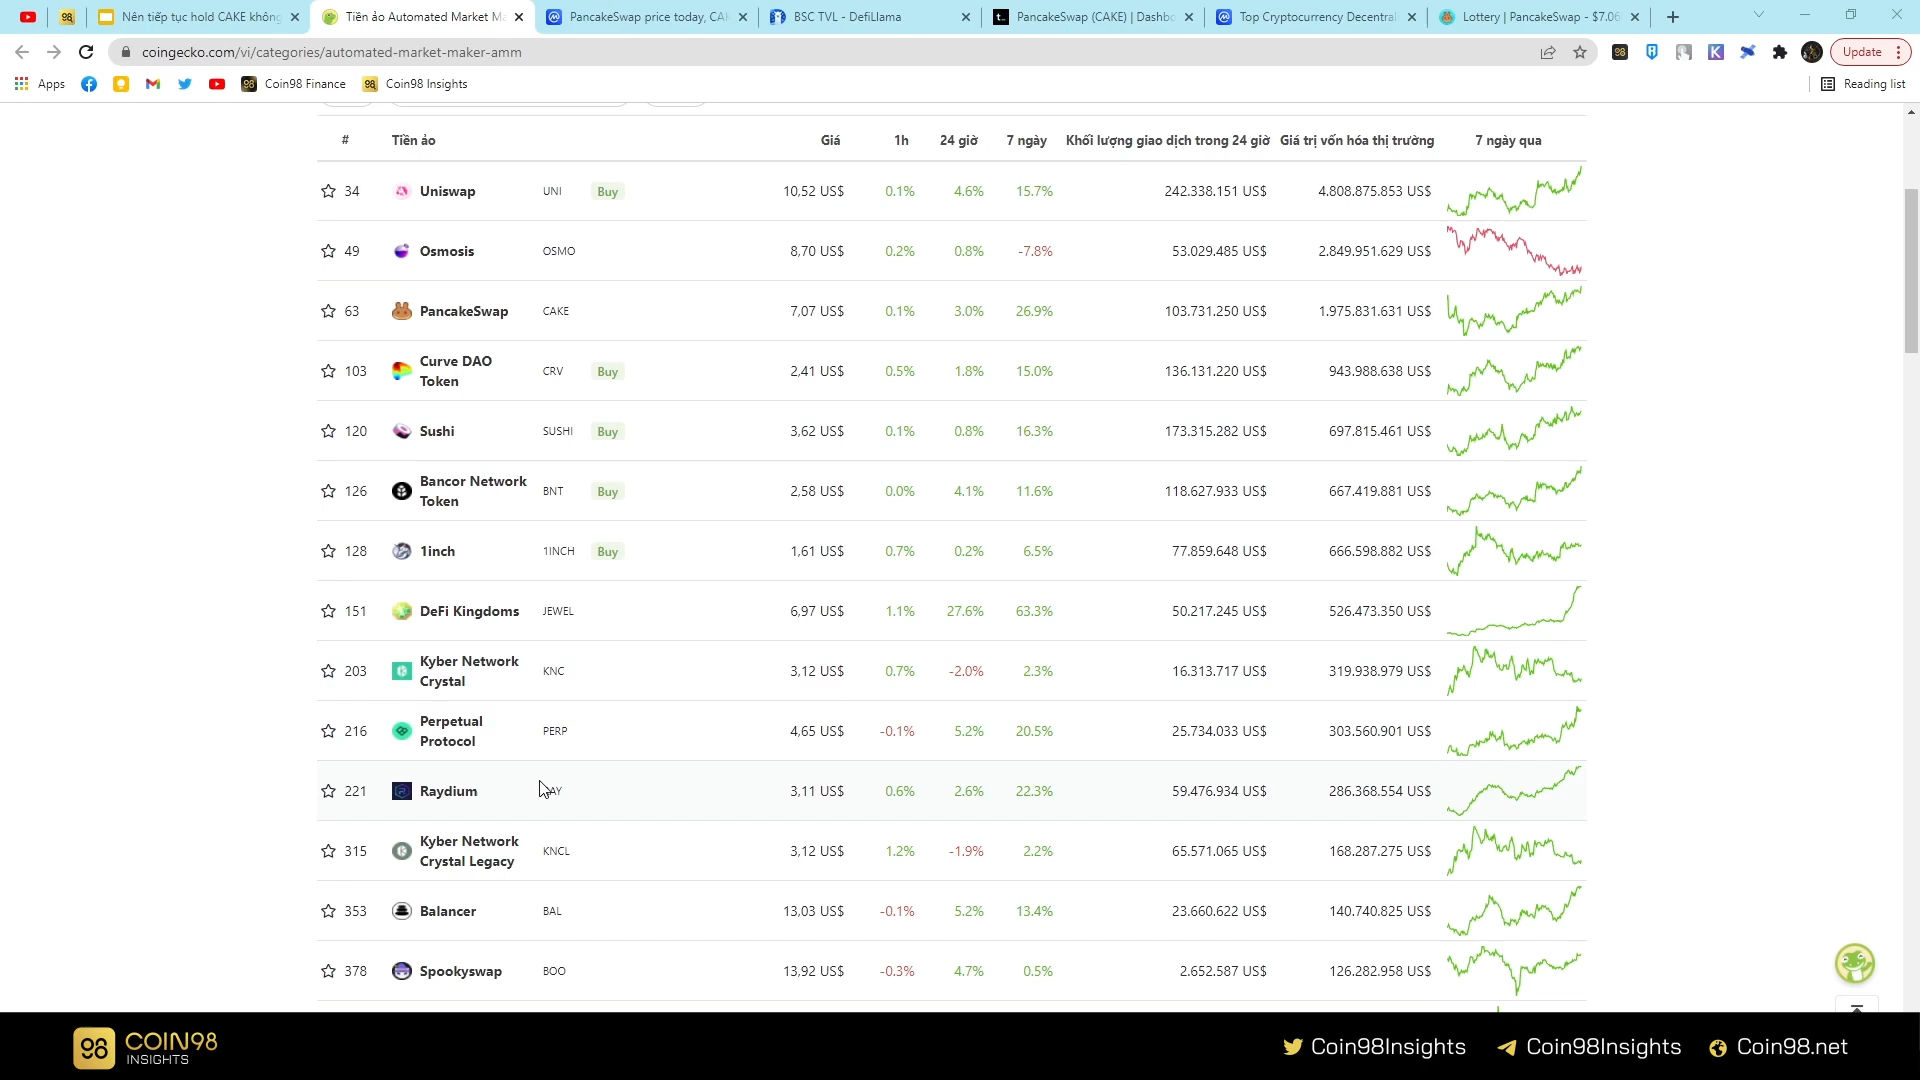 Nên tiếp tục hold CAKE không
Tiền ảo Automated Market M
PancakeSwap price today, CA
BSC TVL - DefiLlama
PancakeSwap (CAKE) | Dashbo
Top Cryptocurrency Decentral
Lottery | PancakeSwap - $7.06
coingecko.com/vi/categories/automated-market-maker-amm
Update
Apps
Coin98 Finance
Coin98 Insights
Reading list
# Tiền ảo Giá 1h 24 giờ 7 ngày Khối lượng giao dịch trong 24 giờ Giá trị vốn hóa thị trường 7 ngày qua
34 Uniswap UNI Buy 10,52 US$ 0.1% 4.6% 15.7% 242.338.151 US$ 4.808.875.853 US$
49 Osmosis OSMO 8,70 US$ 0.2% 0.8% -7.8% 53.029.485 US$ 2.849.951.629 US$
63 PancakeSwap CAKE 7,07 US$ 0.1% 3.0% 26.9% 103.731.250 US$ 1.975.831.631 US$
103 Curve DAO Token CRV Buy 2,41 US$ 0.5% 1.8% 15.0% 136.131.220 US$ 943.988.638 US$
120 Sushi SUSHI Buy 3,62 US$ 0.1% 0.8% 16.3% 173.315.282 US$ 697.815.461 US$
126 Bancor Network Token BNT Buy 2,58 US$ 0.0% 4.1% 11.6% 118.627.933 US$ 667.419.881 US$
128 1inch 1INCH Buy 1,61 US$ 0.7% 0.2% 6.5% 77.859.648 US$ 666.598.882 US$
151 DeFi Kingdoms JEWEL 6,97 US$ 1.1% 27.6% 63.3% 50.217.245 US$ 526.473.350 US$
203 Kyber Network Crystal KNC 3,12 US$ 0.7% -2.0% 2.3% 16.313.717 US$ 319.938.979 US$
216 Perpetual Protocol PERP 4,65 US$ -0.1% 5.2% 20.5% 25.734.033 US$ 303.560.901 US$
221 Raydium 3,11 US$ 0.6% 2.6% 22.3% 59.476.934 US$ 286.368.554 US$
315 Kyber Network Crystal Legacy KNCL 3,12 US$ 1.2% -1.9% 2.2% 65.571.065 US$ 168.287.275 US$
353 Balancer BAL 13,03 US$ -0.1% 5.2% 13.4% 23.660.622 US$ 140.740.825 US$
378 Spookyswap BOO 13,92 US$ -0.3% 4.7% 0.5% 2.652.587 US$ 126.282.958 US$
98 COIN98
INSIGHTS
Coin98Insights
Coin98Insights
Coin98.net